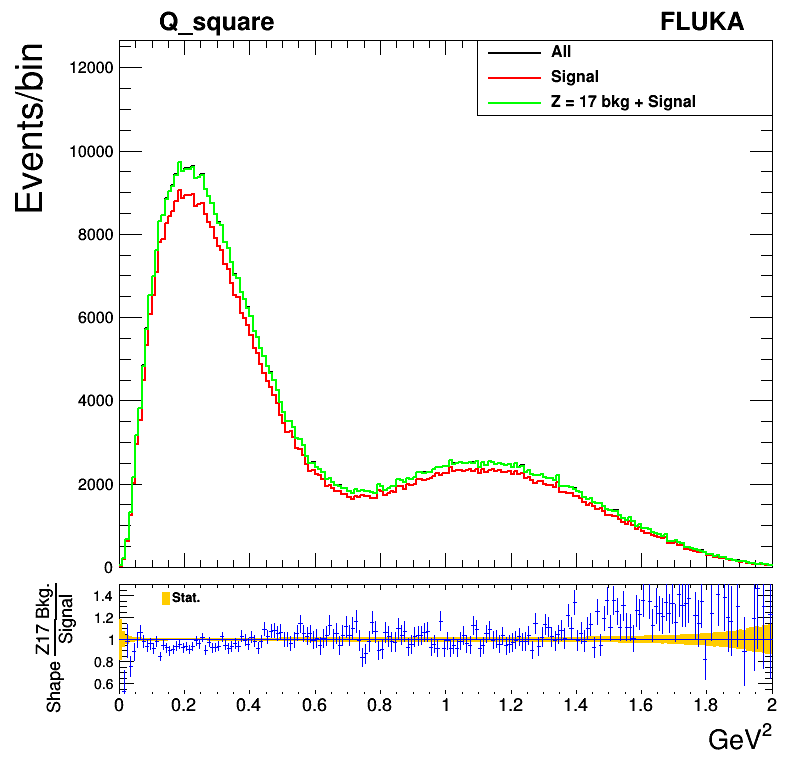 Q_square
FLUKA
Events/bin
All
Signal
Z = 17 bkg + Signal
12000
10000
8000
6000
4000
2000
0
Shape Z17 Bkg. / Signal
Stat.
1.4
1.2
1
0.8
0.6
0 0.2 0.4 0.6 0.8 1 1.2 1.4 1.6 1.8 2
GeV²